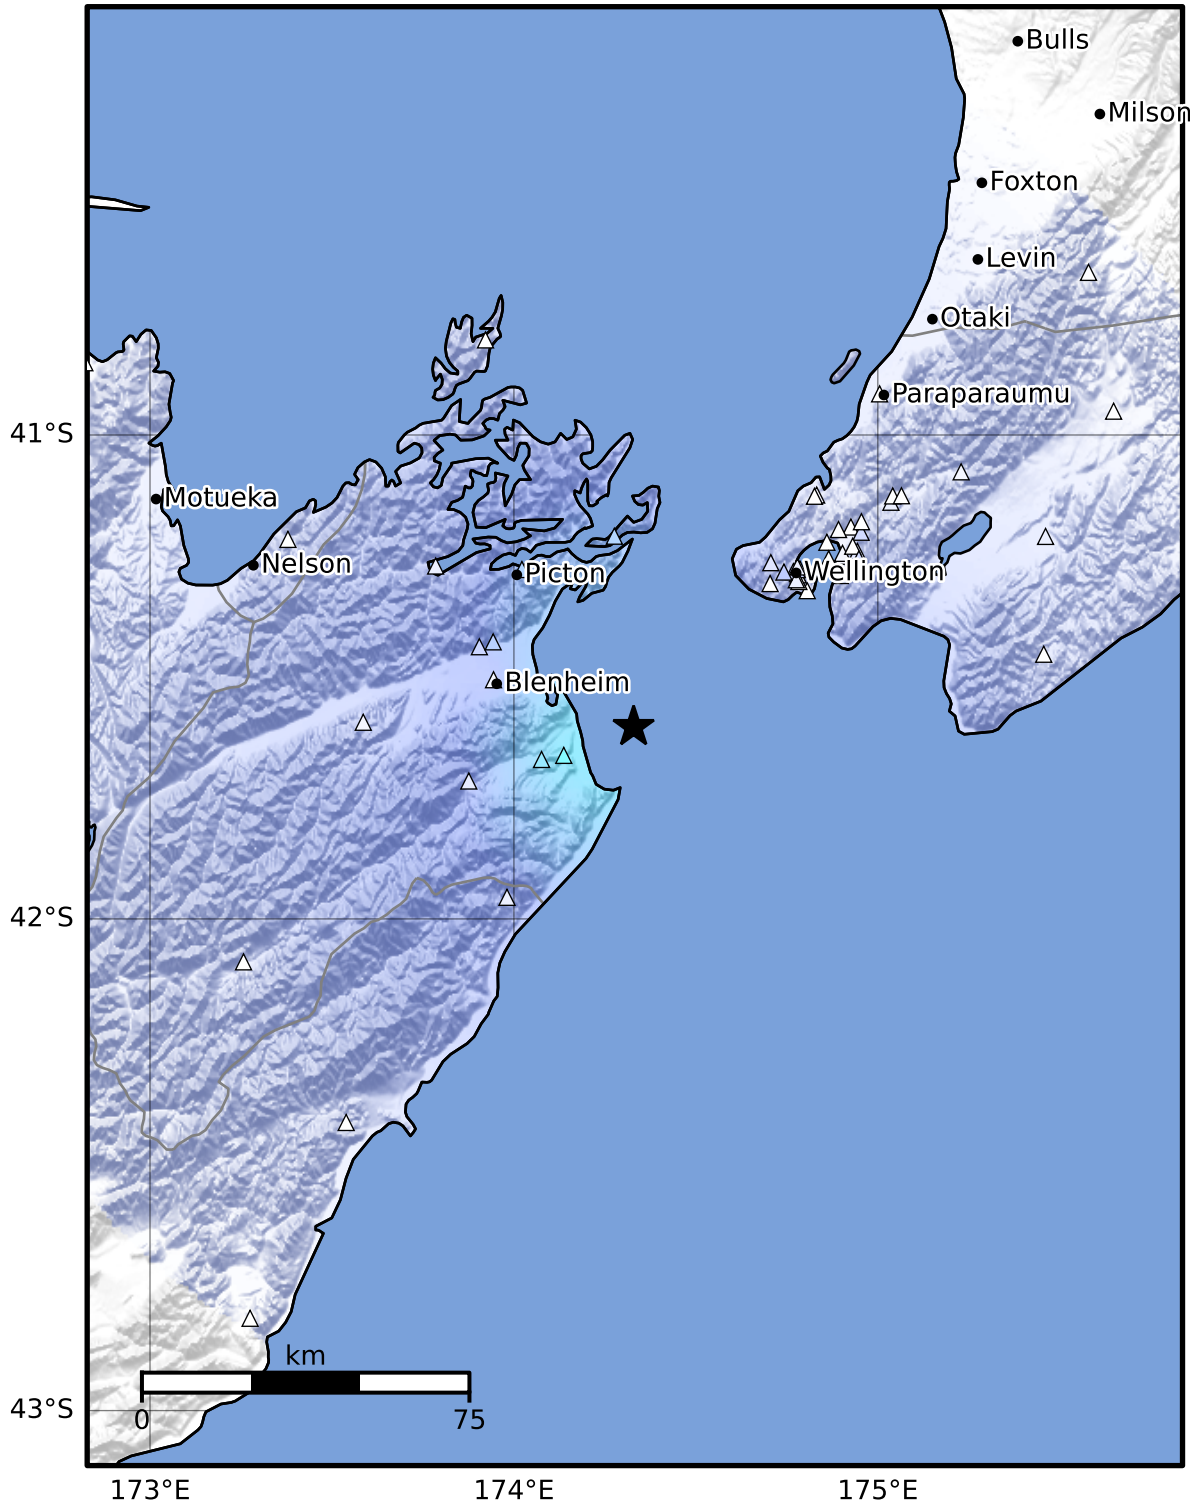 Bulls
Milson
Foxton
Levin
Otaki
Paraparaumu
41°S
Motueka
Nelson
Picton
Wellington
Blenheim
42°S
km
0
75
43°S
173°E
174°E
175°E